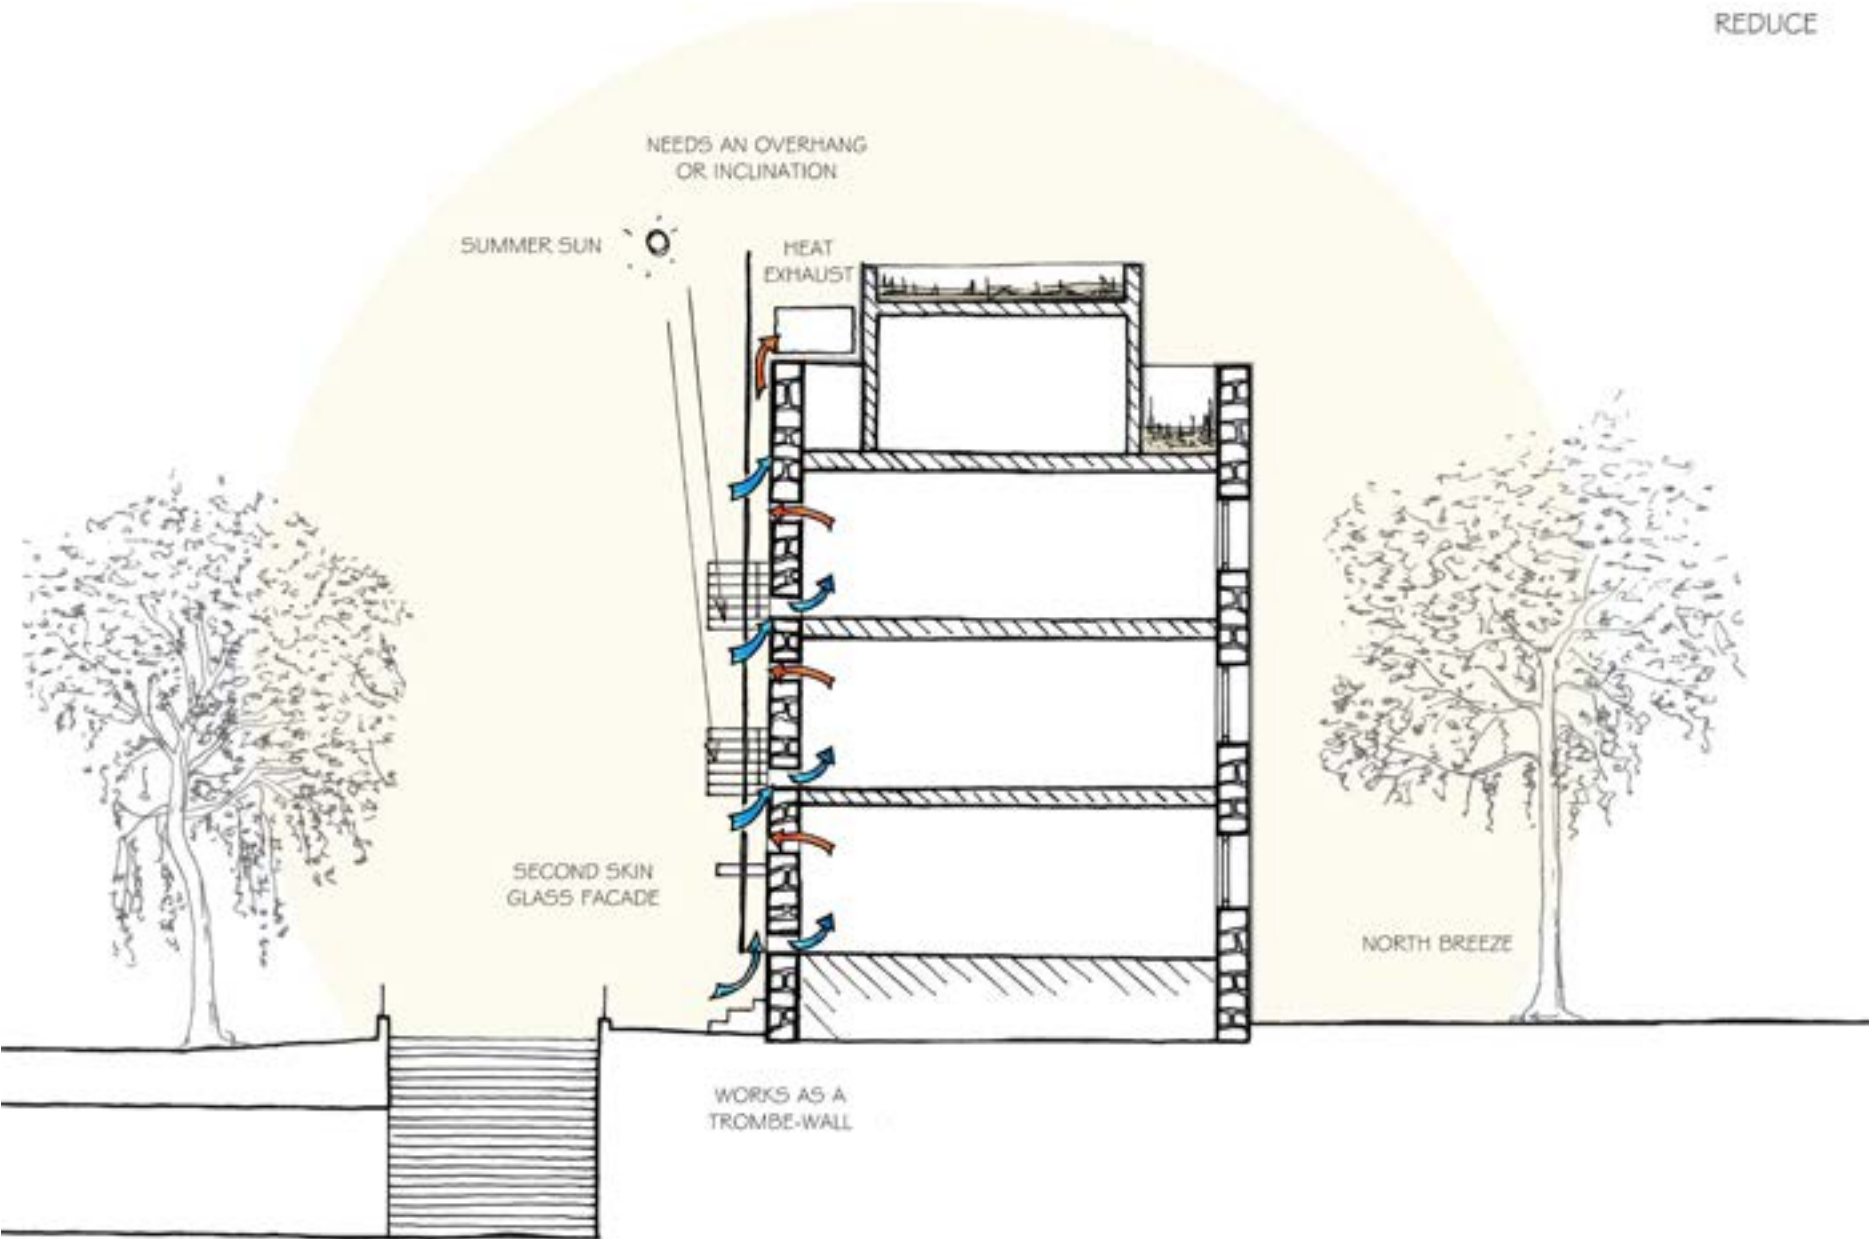 REDUCE
NEEDS AN OVERHANG
OR INCLINATION
SUMMER SUN
HEAT
EXHAUST
SECOND SKIN
GLASS FACADE
NORTH BREEZE
WORKS AS A
TROMBE-WALL